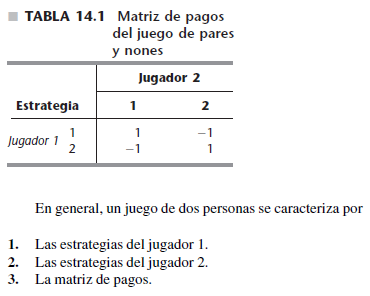 ■ TABLA 14.1 Matriz de pagos
del juego de pares
y nones
Jugador 2
Estrategia 1 2
Jugador 1 1 1 −1
2 −1 1
En general, un juego de dos personas se caracteriza por
1. Las estrategias del jugador 1.
2. Las estrategias del jugador 2.
3. La matriz de pagos.